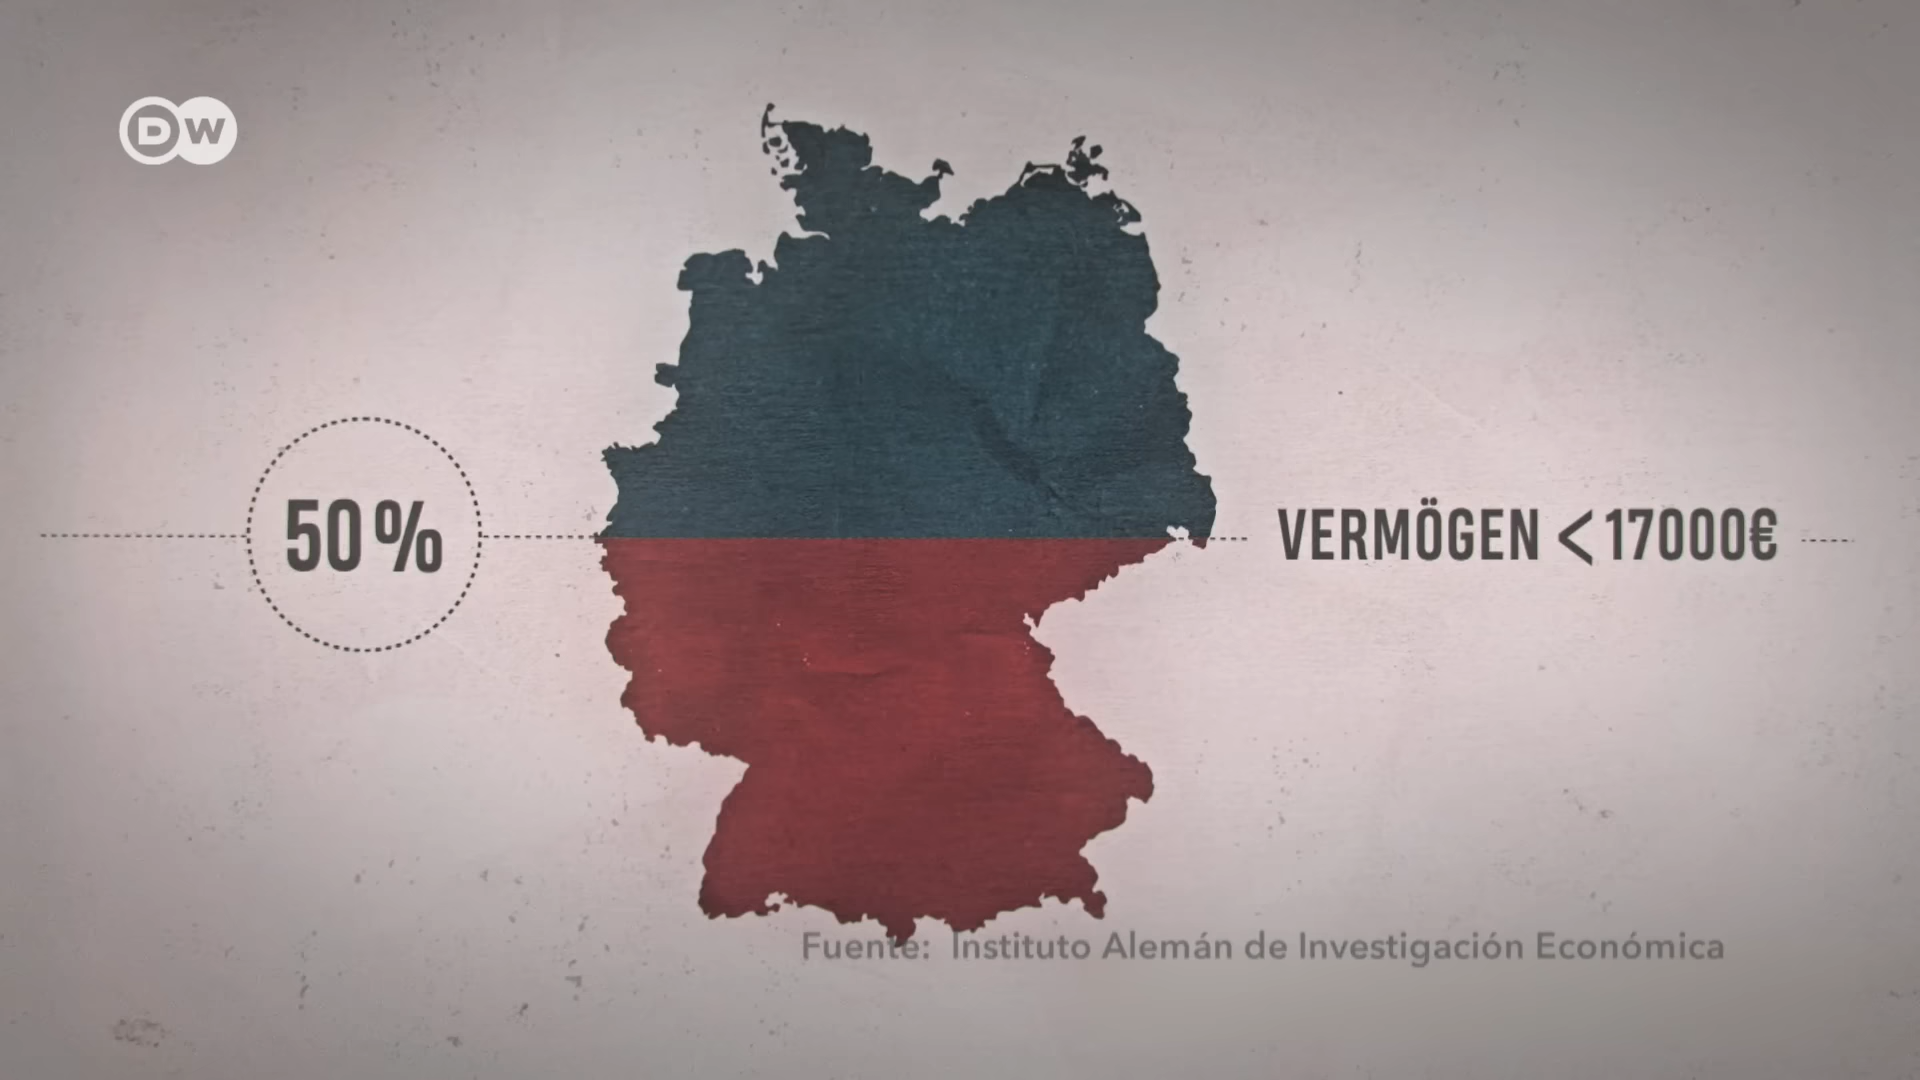 DW
50%
VERMÖGEN < 17000€
Fuente: Instituto Alemán de Investigación Económica